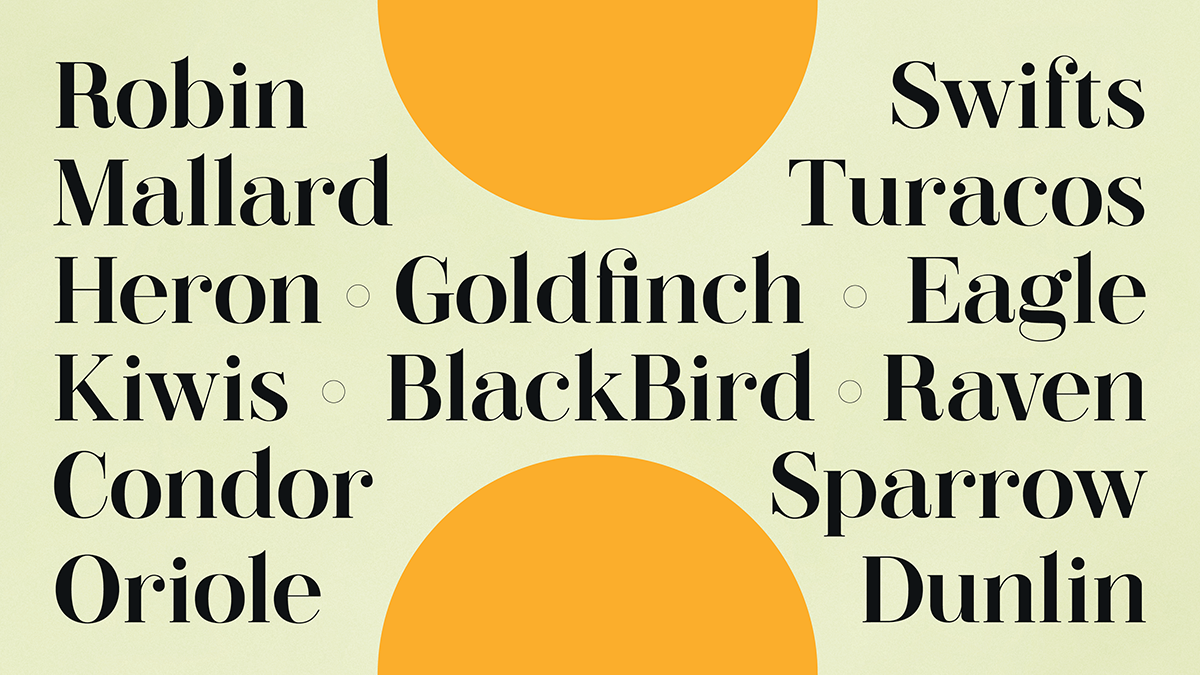 Robin Swifts
Mallard Turacos
Heron ○ Goldfinch ○ Eagle
Kiwis ○ BlackBird ○ Raven
Condor Sparrow
Oriole Dunlin